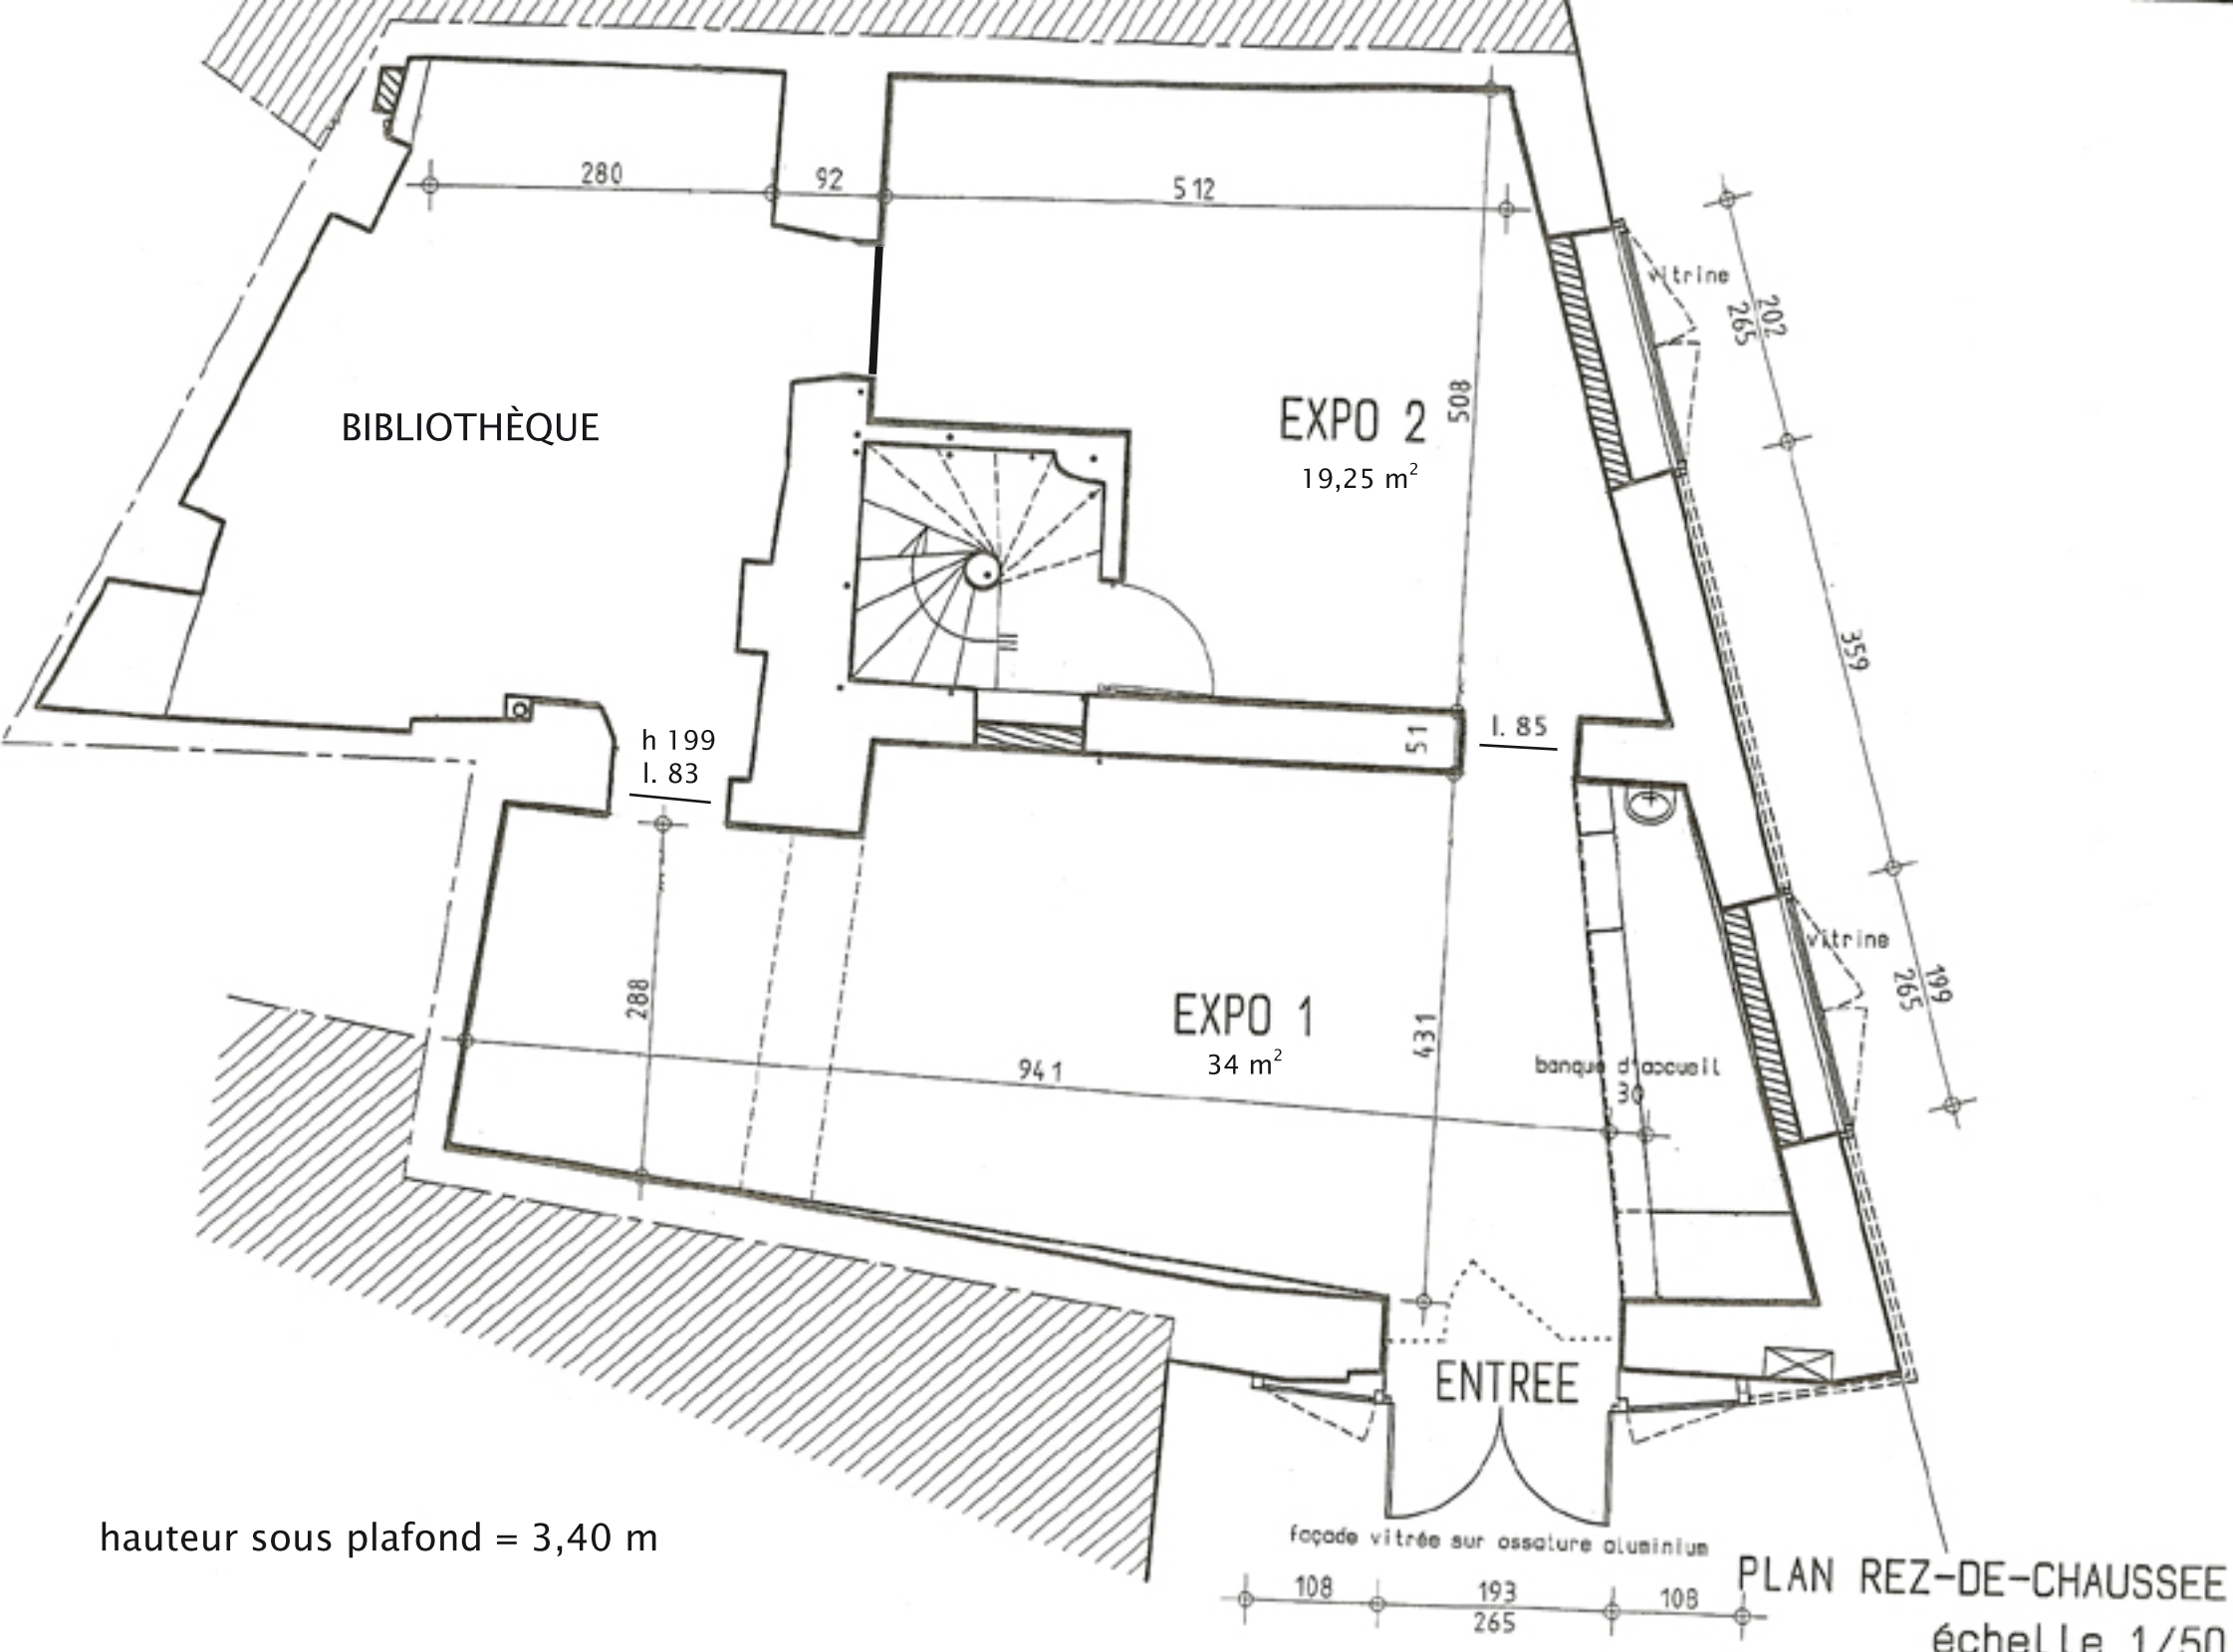 280
92
512
vitrine
202
265
BIBLIOTHÈQUE
EXPO 2
19,25 m²
508
359
h 199
l. 83
51
l. 85
vitrine
199
265
288
EXPO 1
34 m²
431
941
banque d'accueil
30
ENTREE
hauteur sous plafond = 3,40 m
façade vitrée sur ossature aluminium
108
193
265
108
PLAN REZ-DE-CHAUSSEE
échelle 1/50